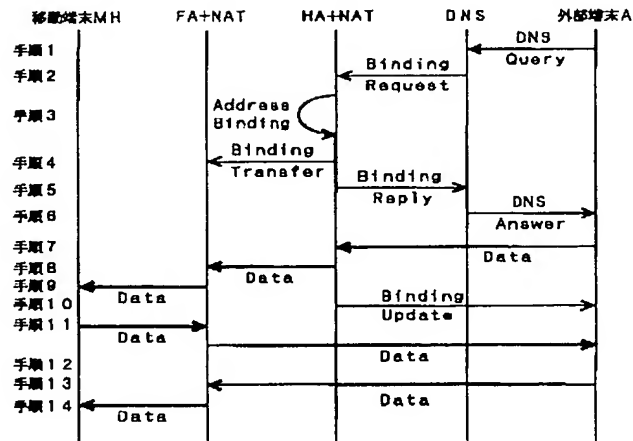 移動端末MH FA+NAT HA+NAT DNS 外部端末A
手順1 DNS
Query
手順2 Binding
Request
手順3 Address
Binding
手順4 Binding
Transfer
手順5 Binding
Reply
手順6 DNS
Answer
手順7 Data
手順8 Data
手順9 Data
手順10 Binding
Update
手順11 Data
手順12 Data
手順13 Data
手順14 Data